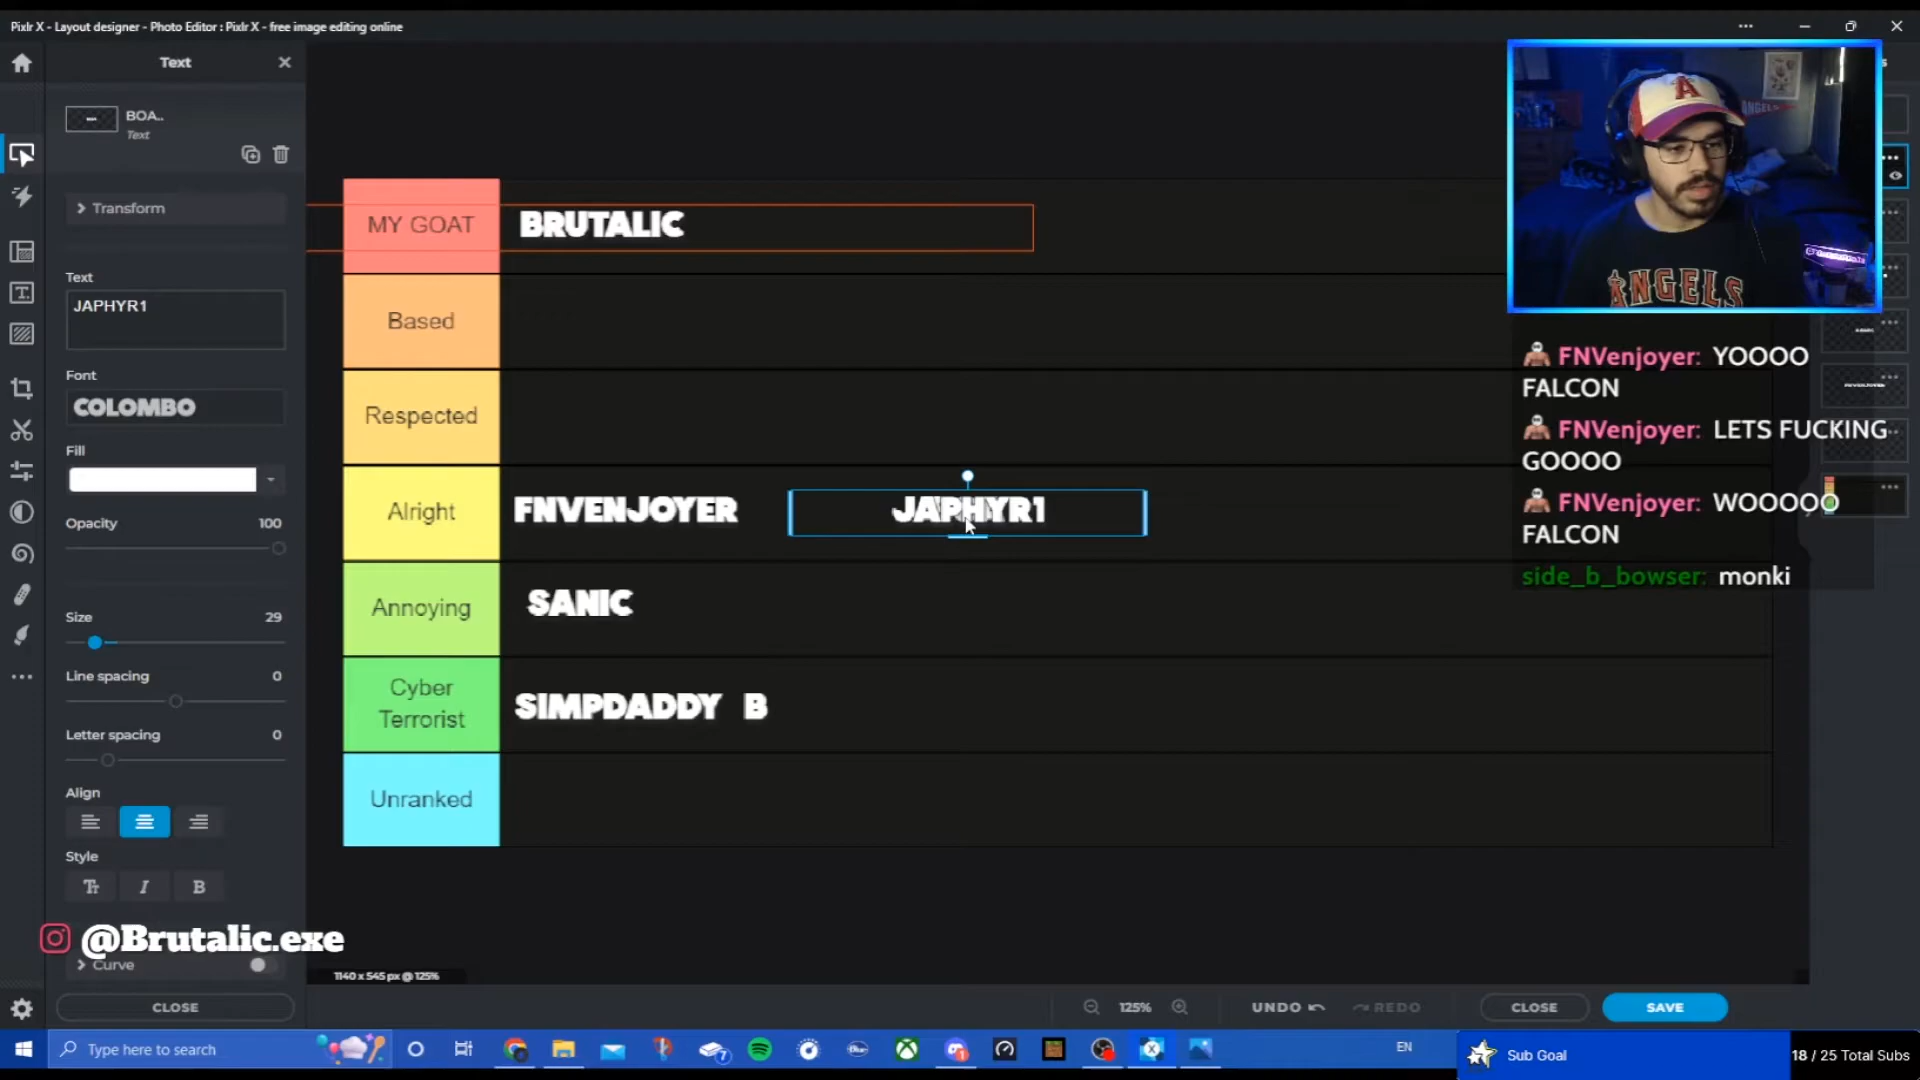 Pixlr X - Layout designer - Photo Editor : Pixlr X - free image editing online
Text
BOA..
Text
Transform
Text
JAPHYR1
Font
COLOMBO
Fill
Opacity 100
Size 29
Line spacing 0
Letter spacing 0
Align
Style
Curve
CLOSE
@Brutalic.exe
MY GOAT BRUTALIC
Based
Respected
Alright FNVENJOYER JAPHYR1
Annoying SANIC
Cyber
Terrorist SIMPDADDY B
Unranked
1140 x 545 px @ 125%
125%
UNDO
REDO
CLOSE
SAVE
A
ANGELS
FNVenjoyer: YOOOO
FALCON
FNVenjoyer: LETS FUCKING
GOOOO
FNVenjoyer: WOOOOO
FALCON
side_b_bowser: monki
Type here to search
7
1
EN
Sub Goal
18 / 25 Total Subs